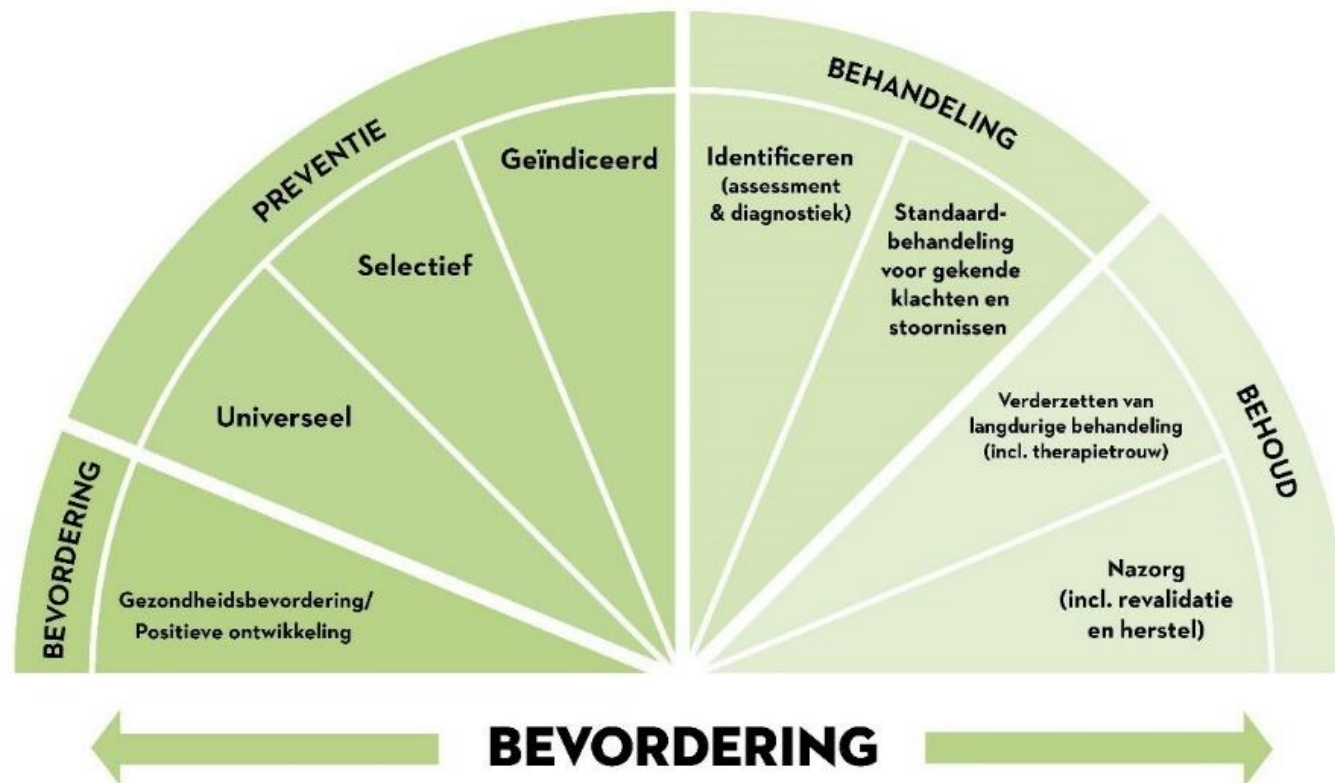 BEVORDERING
Gezondheidsbevordering/
Positieve ontwikkeling
PREVENTIE
Universeel
Selectief
Geïndiceerd
BEHANDELING
Identificeren
(assessment
& diagnostiek)
Standaard-
behandeling
voor gekende
klachten en
stoornissen
BEHOUD
Verderzetten van
langdurige behandeling
(incl. therapietrouw)
Nazorg
(incl. revalidatie
en herstel)
BEVORDERING